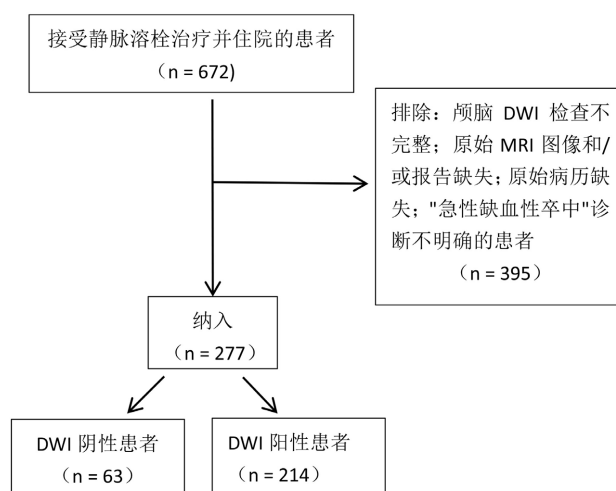 接受静脉溶栓治疗并住院的患者
（n = 672)
排除：颅脑 DWI 检查不
完整；原始 MRI 图像和/
或报告缺失；原始病历缺
失；"急性缺血性卒中"诊
断不明确的患者
（n = 395）
纳入
（n = 277）
DWI 阴性患者
（n = 63）
DWI 阳性患者
（n = 214）